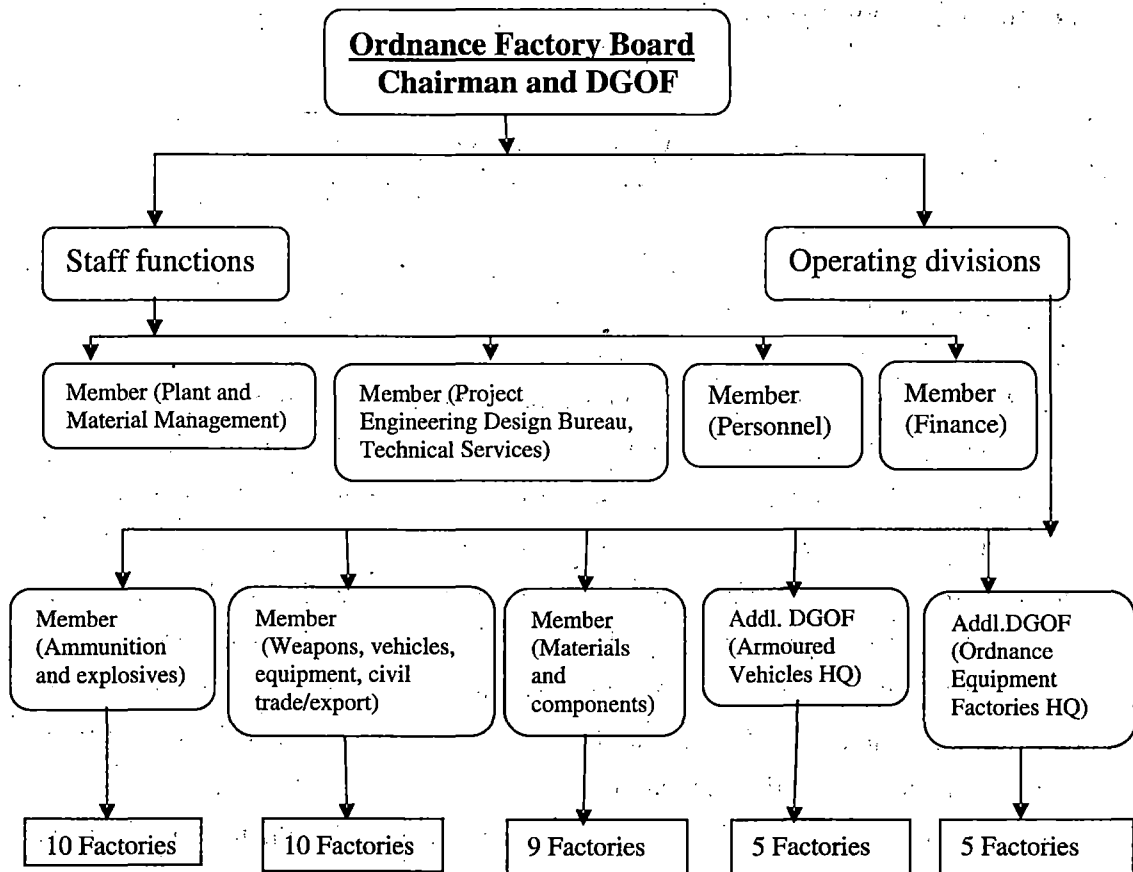 Ordnance Factory Board
Chairman and DGOF
Staff functions
Operating divisions
Member (Plant and
Material Management)
Member (Project
Engineering Design Bureau,
Technical Services)
Member
(Personnel)
Member
(Finance)
Member
(Ammunition
and explosives)
Member
(Weapons, vehicles,
equipment, civil
trade/export)
Member
(Materials
and
components)
Addl. DGOF
(Armoured
Vehicles HQ)
Addl.DGOF
(Ordnance
Equipment
Factories HQ)
10 Factories
10 Factories
9 Factories
5 Factories
5 Factories